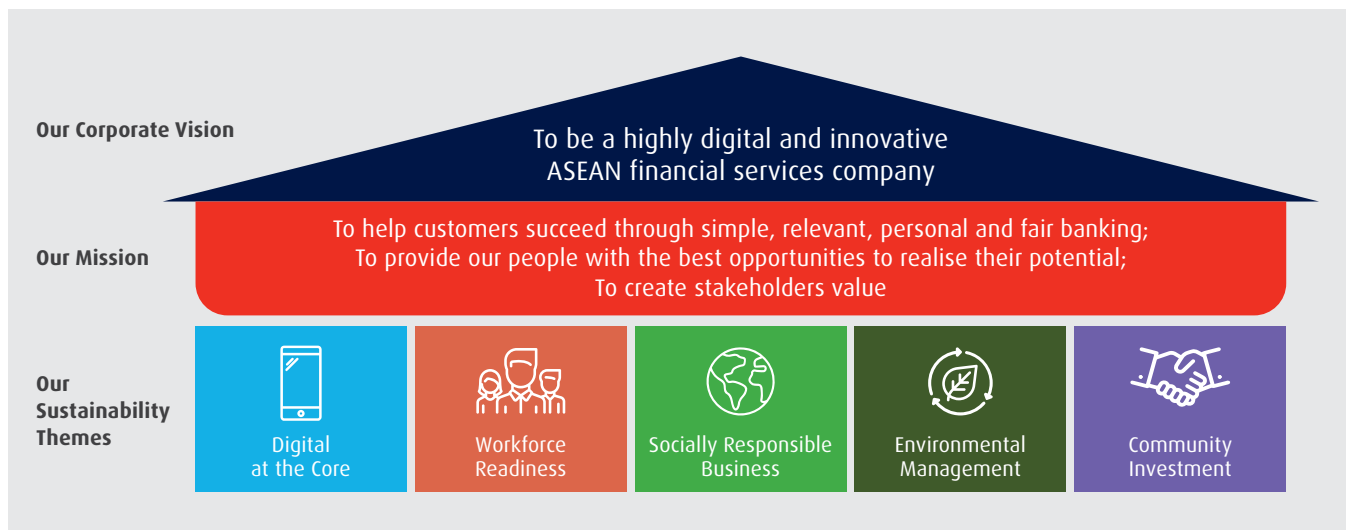 Our Corporate Vision
To be a highly digital and innovative
ASEAN financial services company
Our Mission
To help customers succeed through simple, relevant, personal and fair banking;
To provide our people with the best opportunities to realise their potential;
To create stakeholders value
Our
Sustainability
Themes
Digital
at the Core
Workforce
Readiness
Socially Responsible
Business
Environmental
Management
Community
Investment